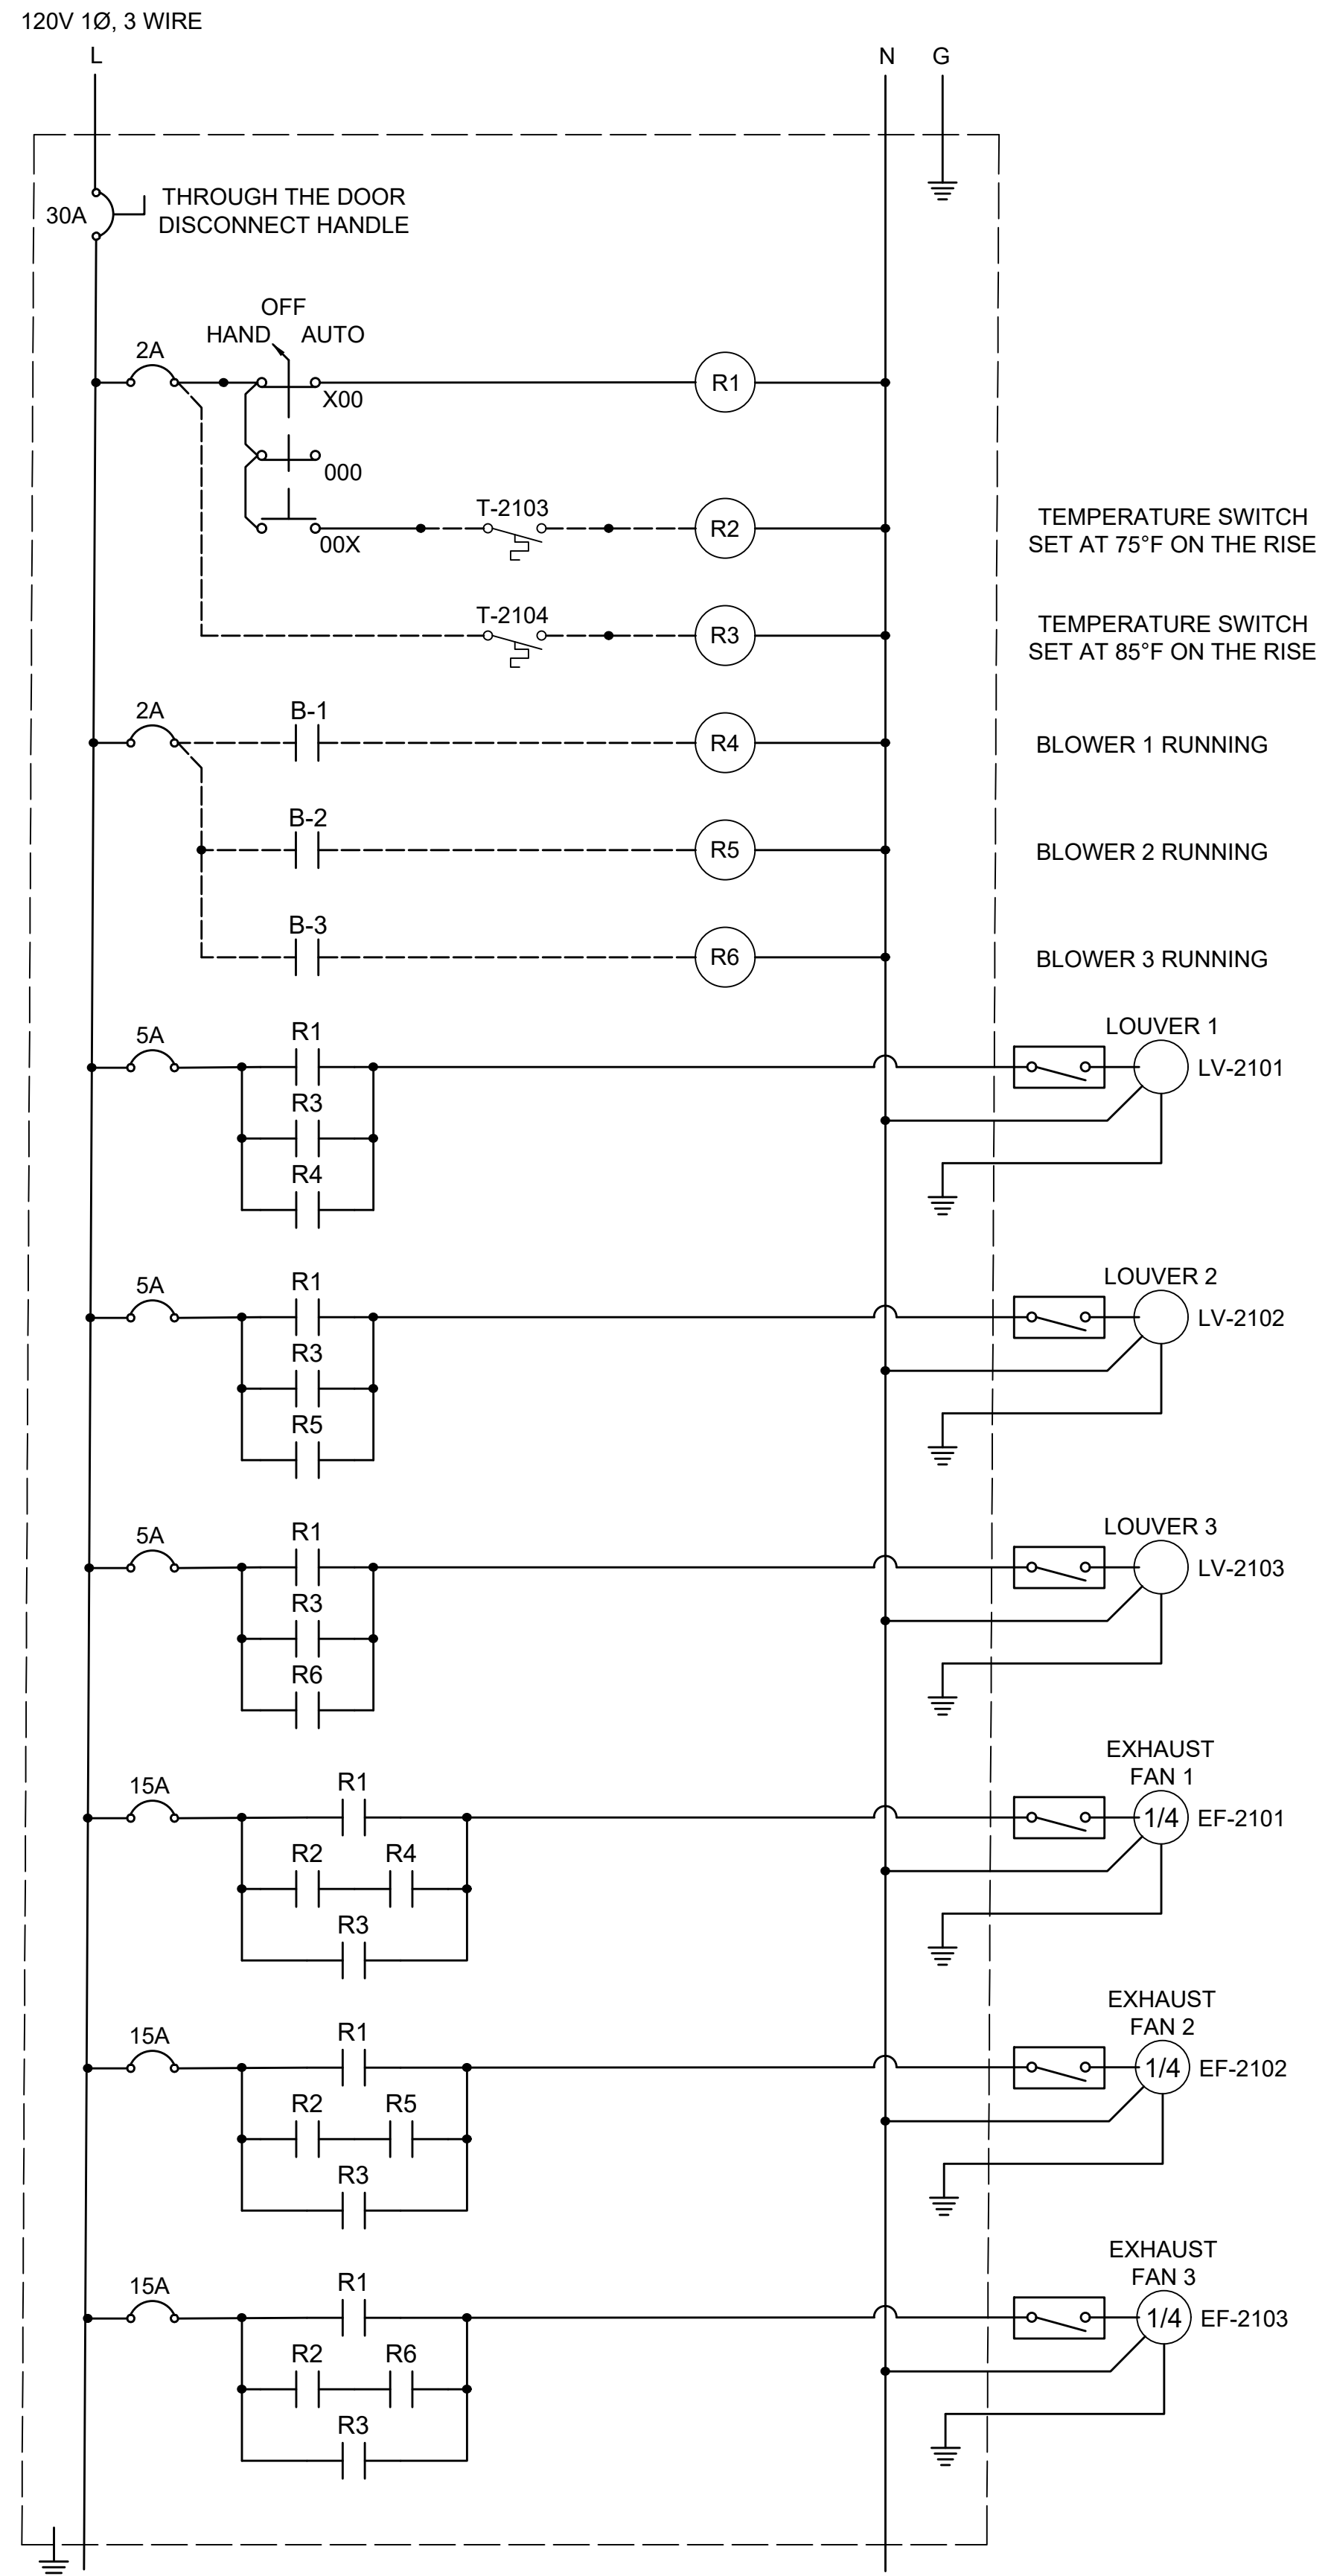 120V 1Ø, 3 WIRE
L
N
G
THROUGH THE DOOR
30A
DISCONNECT HANDLE
OFF
HAND
AUTO
2A
R1
X00
000
T-2103
R2
00X
TEMPERATURE SWITCH
SET AT 75°F ON THE RISE
T-2104
R3
TEMPERATURE SWITCH
SET AT 85°F ON THE RISE
2A
B-1
R4
BLOWER 1 RUNNING
B-2
R5
BLOWER 2 RUNNING
B-3
R6
BLOWER 3 RUNNING
5A
R1
LOUVER 1
LV-2101
R3
R4
5A
R1
LOUVER 2
LV-2102
R3
R5
5A
R1
LOUVER 3
LV-2103
R3
R6
15A
R1
EXHAUST
FAN 1
1/4
EF-2101
R2
R4
R3
15A
R1
EXHAUST
FAN 2
1/4
EF-2102
R2
R5
R3
15A
R1
EXHAUST
FAN 3
1/4
EF-2103
R2
R6
R3